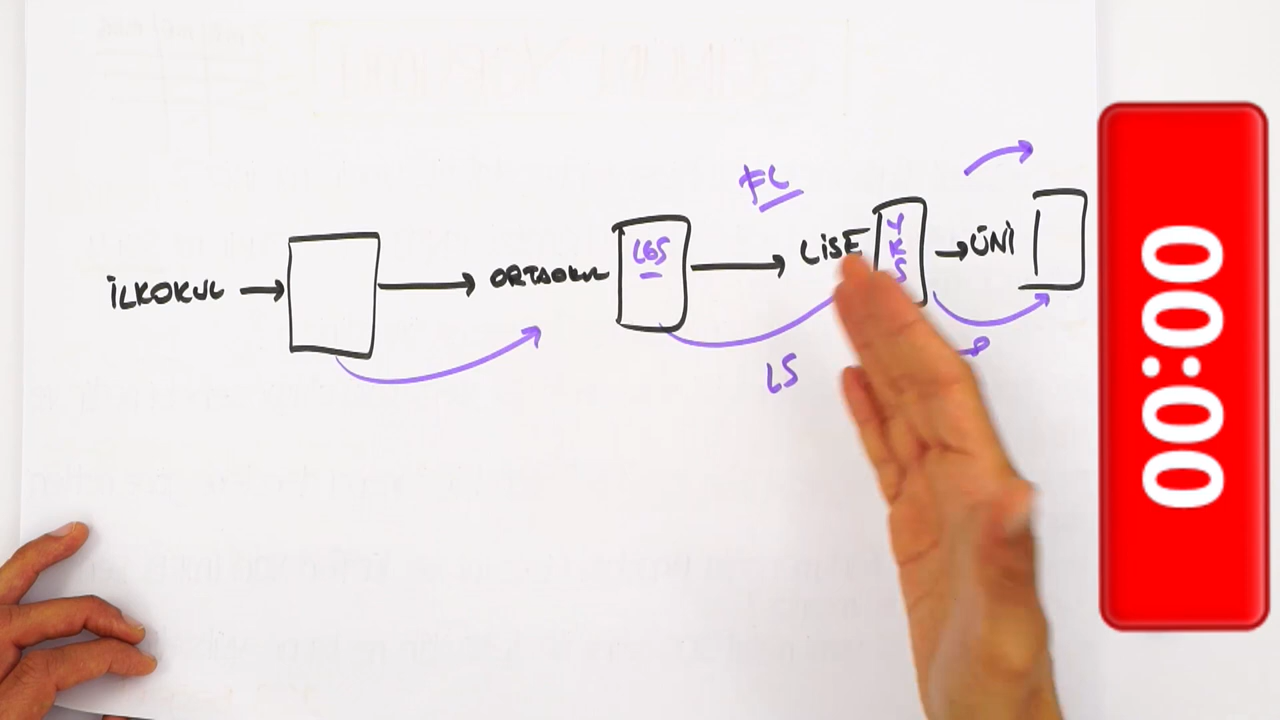 FL
İLKOKUL → → ORTAOKUL LGS → LİSE YKS → ÜNİ
LS
00:00